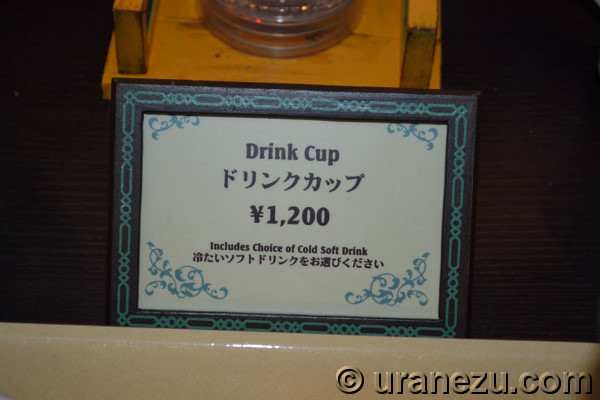 Drink Cup
ドリンクカップ
¥1,200
Includes Choice of Cold Soft Drink
冷たいソフトドリンクをお選びください
© uranezu.com